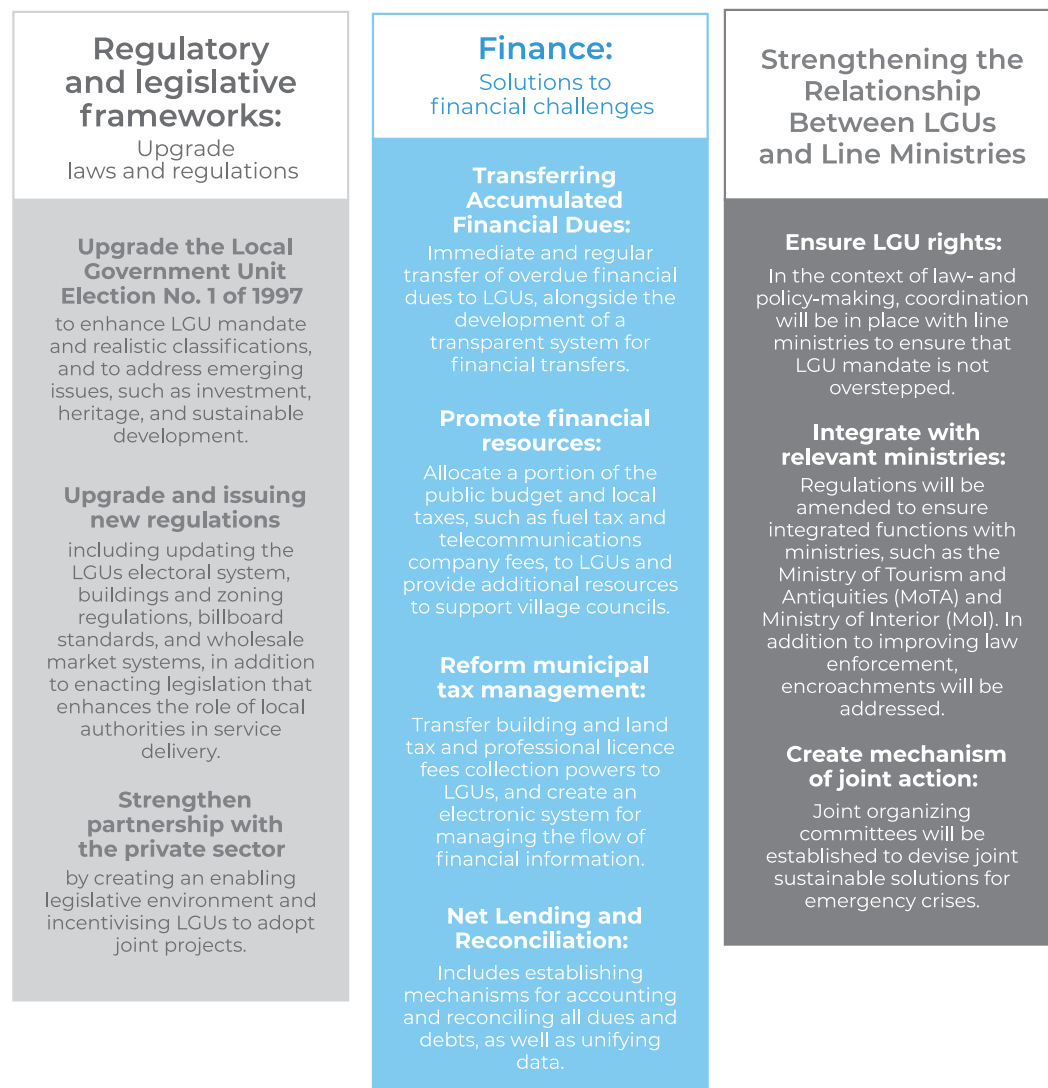 Regulatory
and legislative
frameworks:
Upgrade
laws and regulations
Upgrade the Local
Government Unit
Election No. 1 of 1997
to enhance LGU mandate
and realistic classifications,
and to address emerging
issues, such as investment,
heritage, and sustainable
development.
Upgrade and issuing
new regulations
including updating the
LGUs electoral system,
buildings and zoning
regulations, billboard
standards, and wholesale
market systems, in addition
to enacting legislation that
enhances the role of local
authorities in service
delivery.
Strengthen
partnership with
the private sector
by creating an enabling
legislative environment and
incentivising LGUs to adopt
joint projects.
Finance:
Solutions to
financial challenges
Transferring
Accumulated
Financial Dues:
Immediate and regular
transfer of overdue financial
dues to LGUs, alongside the
development of a
transparent system for
financial transfers.
Promote financial
resources:
Allocate a portion of the
public budget and local
taxes, such as fuel tax and
telecommunications
company fees, to LGUs and
provide additional resources
to support village councils.
Reform municipal
tax management:
Transfer building and land
tax and professional licence
fees collection powers to
LGUs, and create an
electronic system for
managing the flow of
financial information.
Net Lending and
Reconciliation:
Includes establishing
mechanisms for accounting
and reconciling all dues and
debts, as well as unifying
data.
Strengthening the
Relationship
Between LGUs
and Line Ministries
Ensure LGU rights:
In the context of law- and
policy-making, coordination
will be in place with line
ministries to ensure that
LGU mandate is not
overstepped.
Integrate with
relevant ministries:
Regulations will be
amended to ensure
integrated functions with
ministries, such as the
Ministry of Tourism and
Antiquities (MoTA) and
Ministry of Interior (MoI). In
addition to improving law
enforcement,
encroachments will be
addressed.
Create mechanism
of joint action:
Joint organizing
committees will be
established to devise joint
sustainable solutions for
emergency crises.